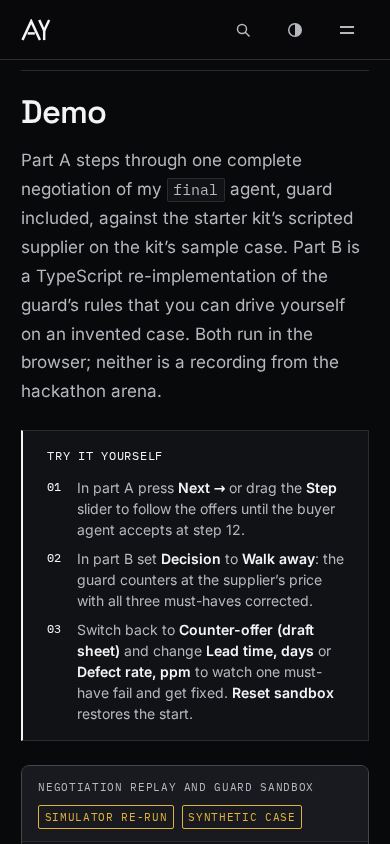 AY
Demo
Part A steps through one complete
negotiation of my final agent, guard
included, against the starter kit’s scripted
supplier on the kit’s sample case. Part B is
a TypeScript re-implementation of the
guard’s rules that you can drive yourself
on an invented case. Both run in the
browser; neither is a recording from the
hackathon arena.
TRY IT YOURSELF
01 In part A press Next → or drag the Step
slider to follow the offers until the buyer
agent accepts at step 12.
02 In part B set Decision to Walk away: the
guard counters at the supplier’s price
with all three must-haves corrected.
03 Switch back to Counter-offer (draft
sheet) and change Lead time, days or
Defect rate, ppm to watch one must-
have fail and get fixed. Reset sandbox
restores the start.
NEGOTIATION REPLAY AND GUARD SANDBOX
SIMULATOR RE-RUN SYNTHETIC CASE